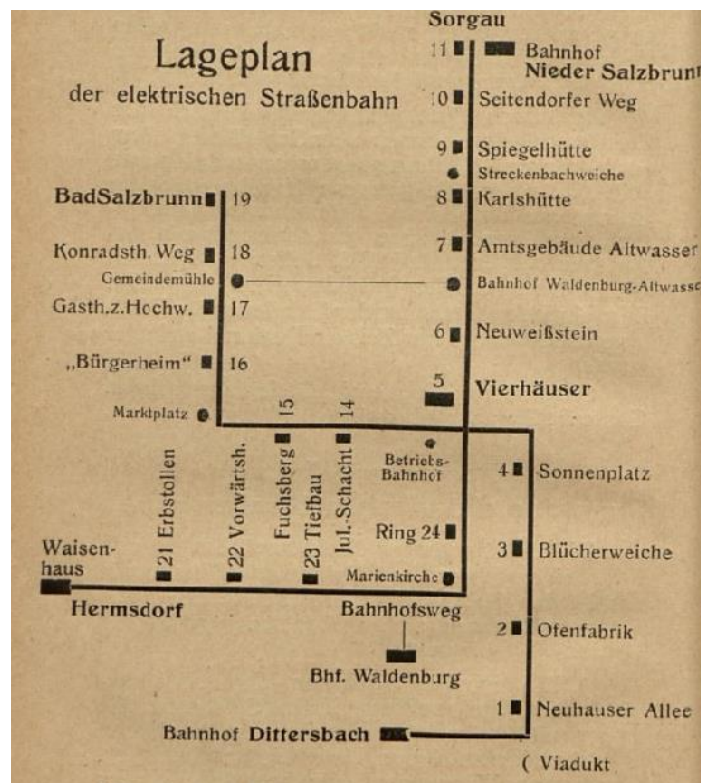 Lageplan
der elektrischen Straßenbahn
Sorgau
11 Bahnhof
Nieder Salzbrunn
10 Seitendorfer Weg
9 Spiegelhütte
Streckenbachweiche
8 Karlshütte
7 Amtsgebäude Altwasser
Bahnhof Waldenburg-Altwasse
6 Neuweißstein
5 Vierhäuser
Bad Salzbrunn 19
Konradsth. Weg 18
Gemeindemühle
Gasth.z.Hochw. 17
„Bürgerheim“ 16
Marktplatz
15 Fuchsberg
14 Jul.-Schacht
Betriebs-
Bahnhof
4 Sonnenplatz
3 Blücherweiche
2 Ofenfabrik
1 Neuhauser Allee
Ring 24
Marienkirche
21 Erbstollen
22 Vorwärtsh.
23 Tiefbau
Waisen-
haus
Hermsdorf
Bahnhofsweg
Bhf. Waldenburg
Bahnhof Dittersbach
( Viadukt